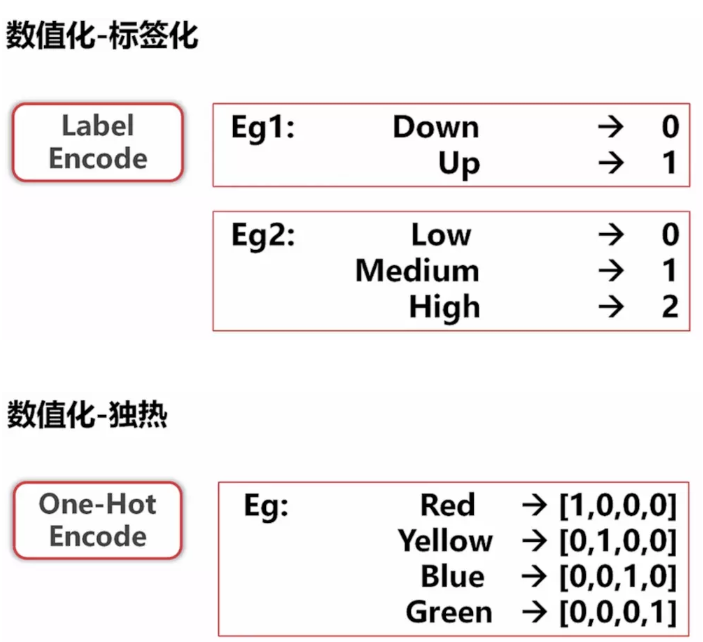 数值化-标签化
Label
Encode
Eg1: Down → 0
Up → 1
Eg2: Low → 0
Medium → 1
High → 2
数值化-独热
One-Hot
Encode
Eg: Red → [1,0,0,0]
Yellow → [0,1,0,0]
Blue → [0,0,1,0]
Green → [0,0,0,1]